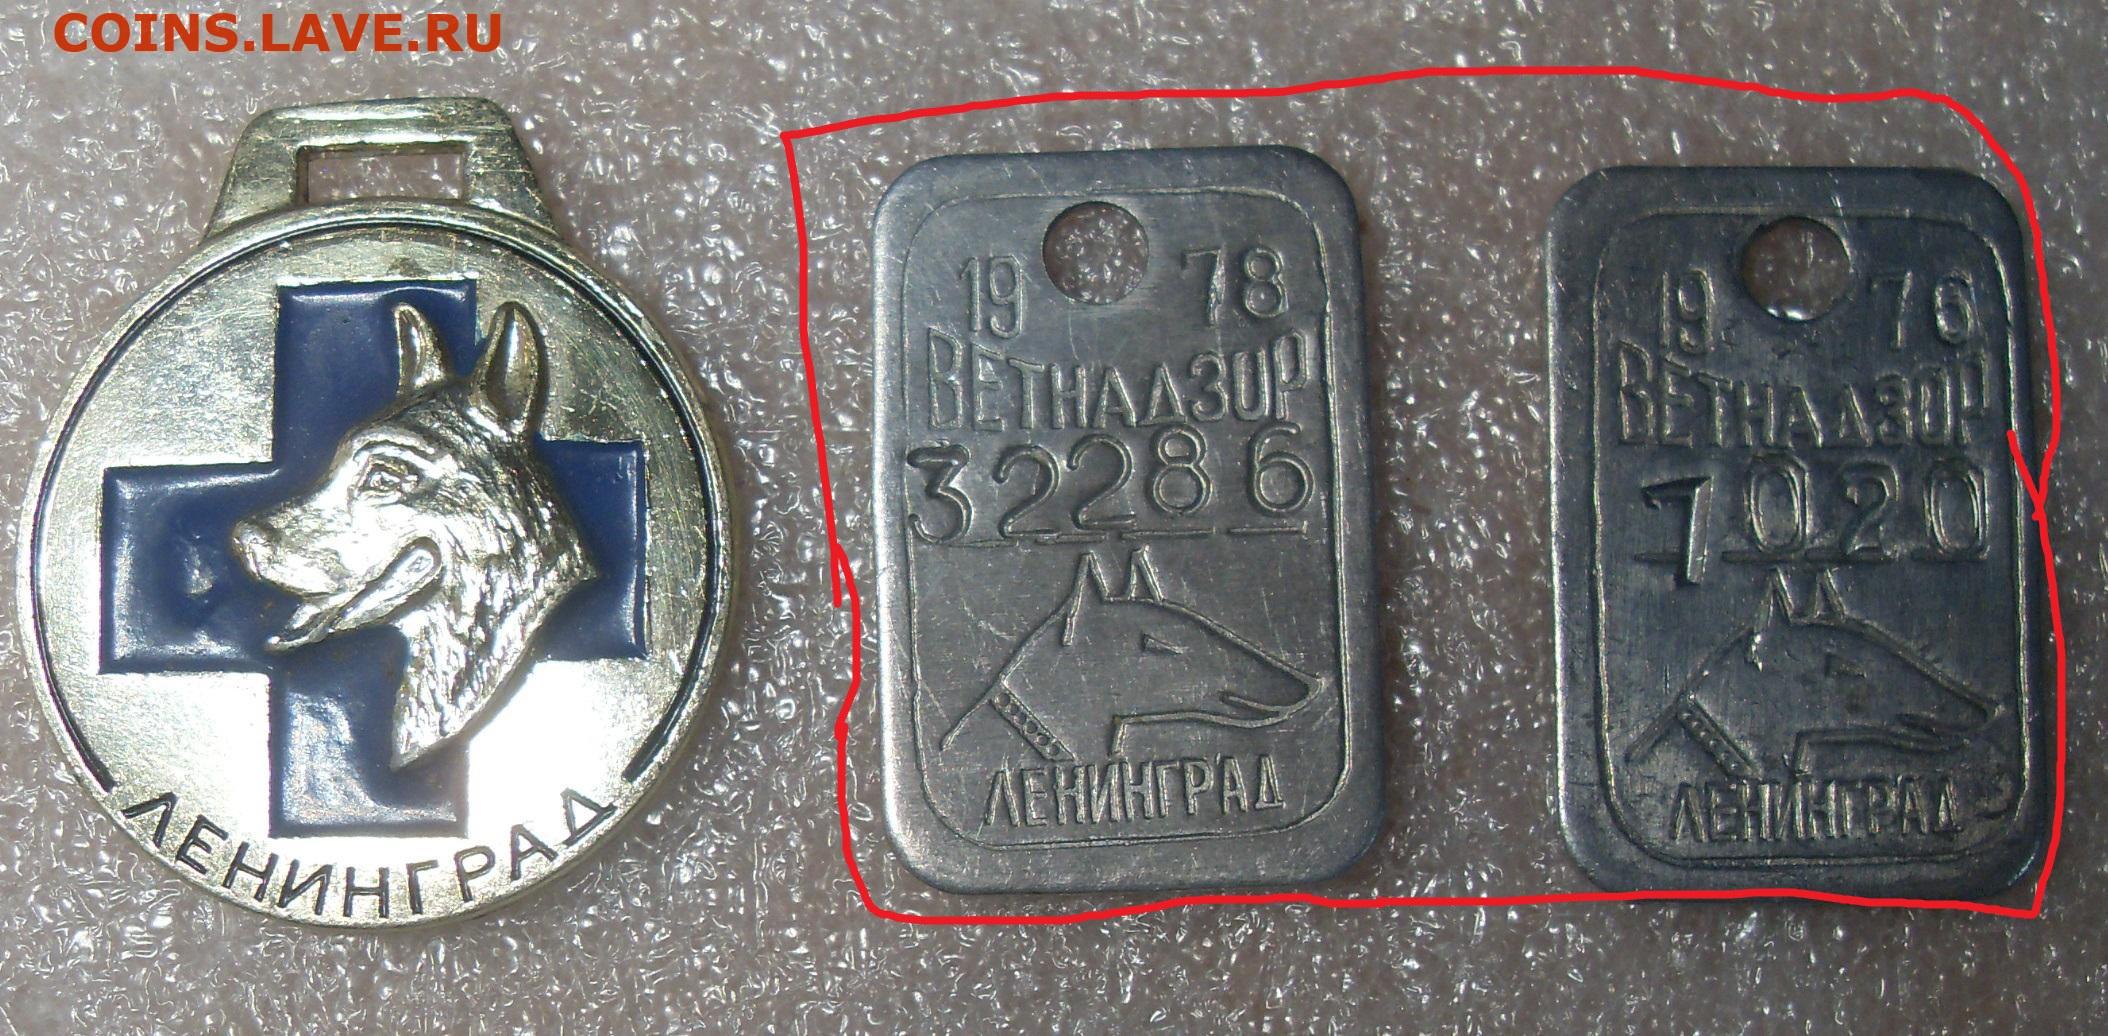 COINS.LAVE.RU
ЛЕНИНГРАД
19 78
ВЕТНАДЗОР
32286
ЛЕНИНГРАД
19 76
ВЕТНАДЗОР
7020
ЛЕНИНГРАД